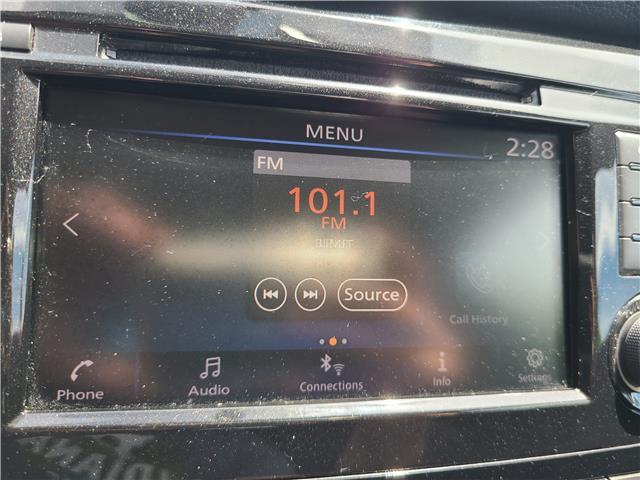 MENU
2:28
FM
101.1
FM
Source
Call History
Phone
Audio
Connections
Info
Settings